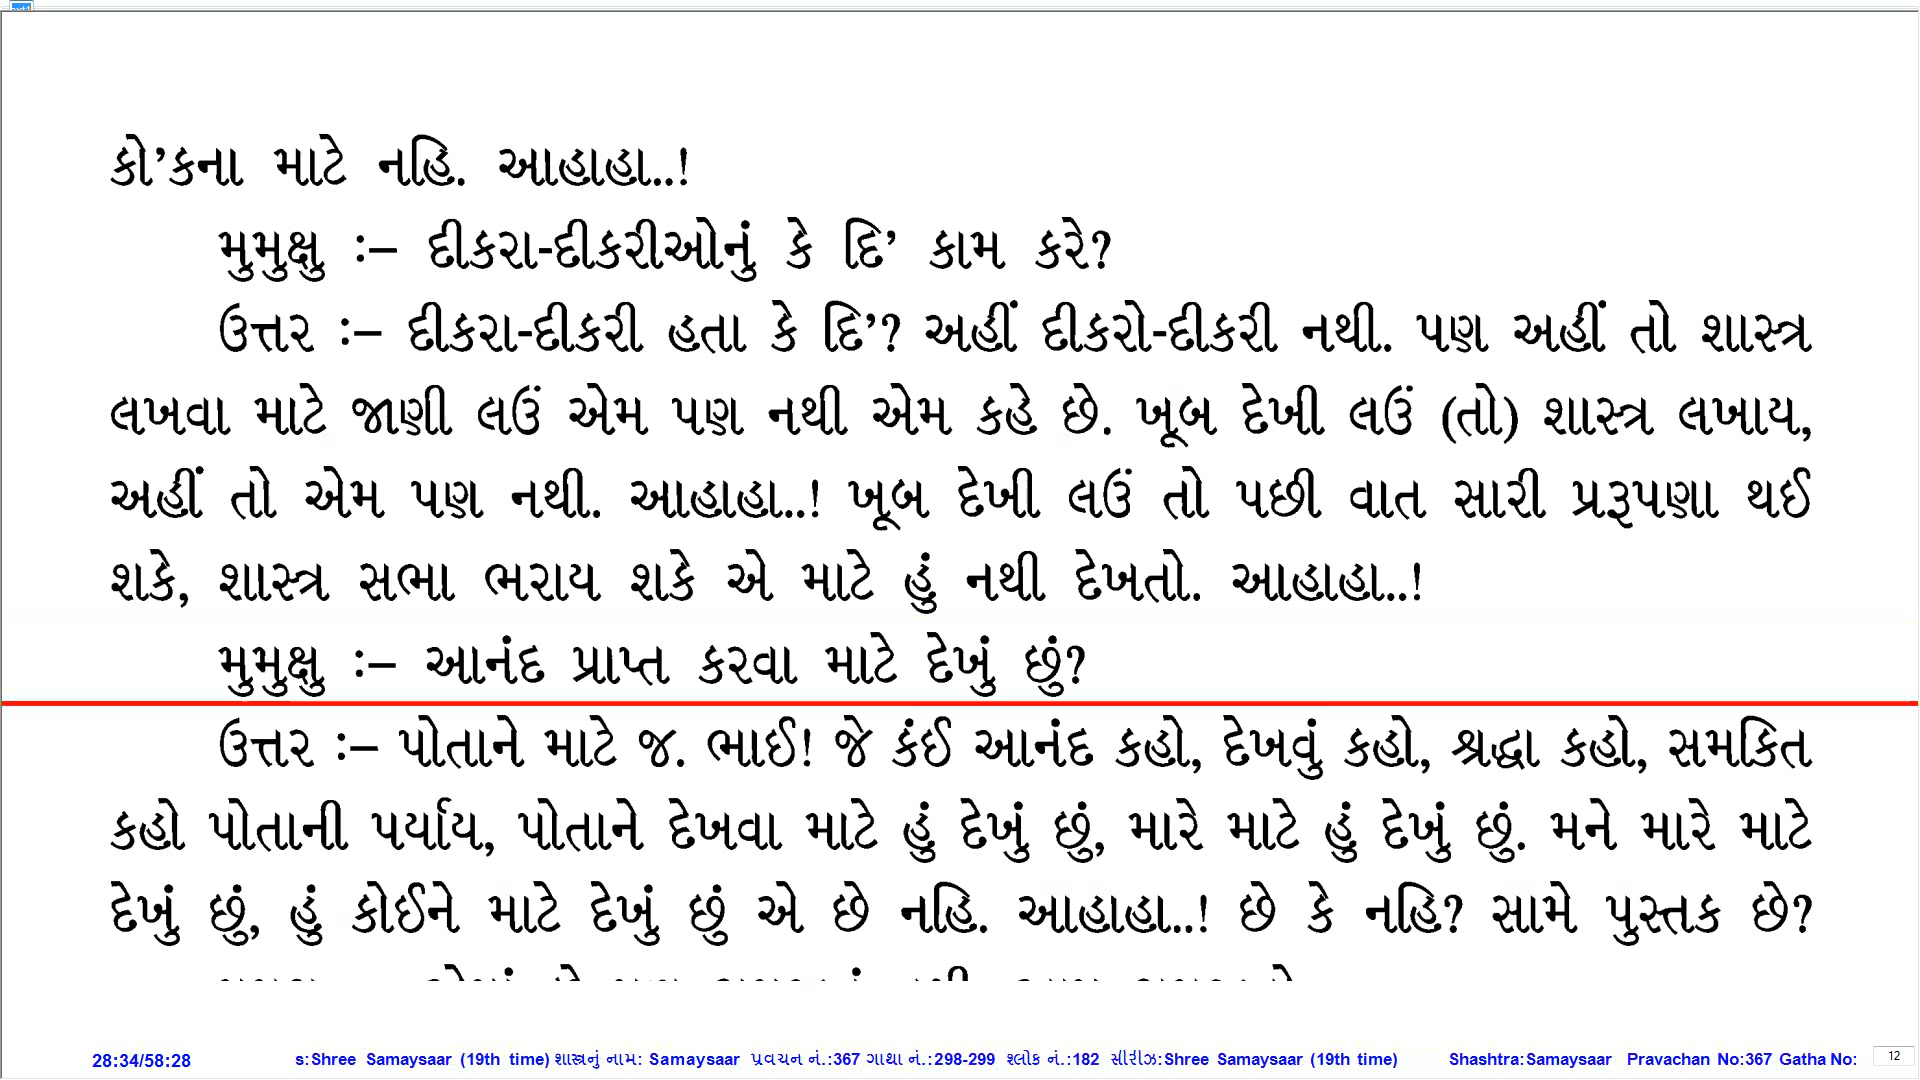 કો’કના માટે નહિ. આહાહા..!
મુમુક્ષુ :– દીકરા-દીકરીઓનું કે દિ’ કામ કરે?
ઉત્તર :– દીકરા-દીકરી હતા કે દિ’? અહીં દીકરો-દીકરી નથી. પણ અહીં તો શાસ્ત્ર
લખવા માટે જાણી લઉં એમ પણ નથી એમ કહે છે. ખૂબ દેખી લઉં (તો) શાસ્ત્ર લખાય,
અહીં તો એમ પણ નથી. આહાહા..! ખૂબ દેખી લઉં તો પછી વાત સારી પ્રરૂપણા થઈ
શકે, શાસ્ત્ર સભા ભરાય શકે એ માટે હું નથી દેખતો. આહાહા..!
મુમુક્ષુ :– આનંદ પ્રાપ્ત કરવા માટે દેખું છું?
ઉત્તર :– પોતાને માટે જ. ભાઈ! જે કંઈ આનંદ કહો, દેખવું કહો, શ્રદ્ધા કહો, સમકિત
કહો પોતાની પર્યાય, પોતાને દેખવા માટે હું દેખું છું, મારે માટે હું દેખું છું. મને મારે માટે
દેખું છું, હું કોઈને માટે દેખું છું એ છે નહિ. આહાહા..! છે કે નહિ? સામે પુસ્તક છે?
28:34/58:28 s:Shree Samaysaar (19th time) શાસ્ત્રનું નામ: Samaysaar પ્રવચન નં.:367 ગાથા નં.:298-299 શ્લોક નં.:182 સીરીઝ:Shree Samaysaar (19th time) Shashtra:Samaysaar Pravachan No:367 Gatha No: 12